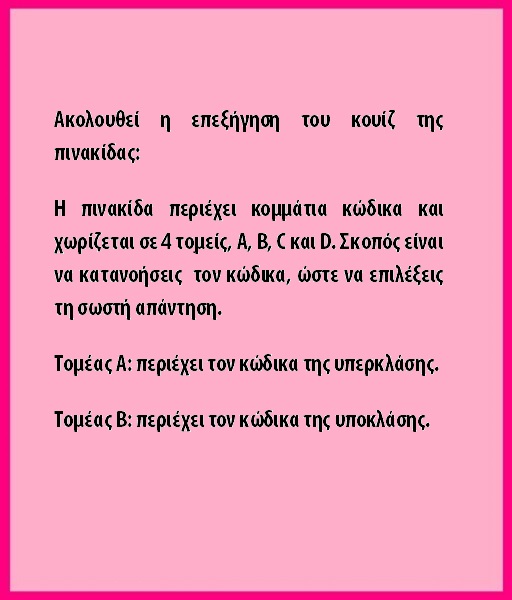 Ακολουθεί η επεξήγηση του κουίζ της
πινακίδας:
Η πινακίδα περιέχει κομμάτια κώδικα και
χωρίζεται σε 4 τομείς, A, B, C και D. Σκοπός είναι
να κατανοήσεις τον κώδικα, ώστε να επιλέξεις
τη σωστή απάντηση.
Τομέας Α: περιέχει τον κώδικα της υπερκλάσης.
Τομέας Β: περιέχει τον κώδικα της υποκλάσης.